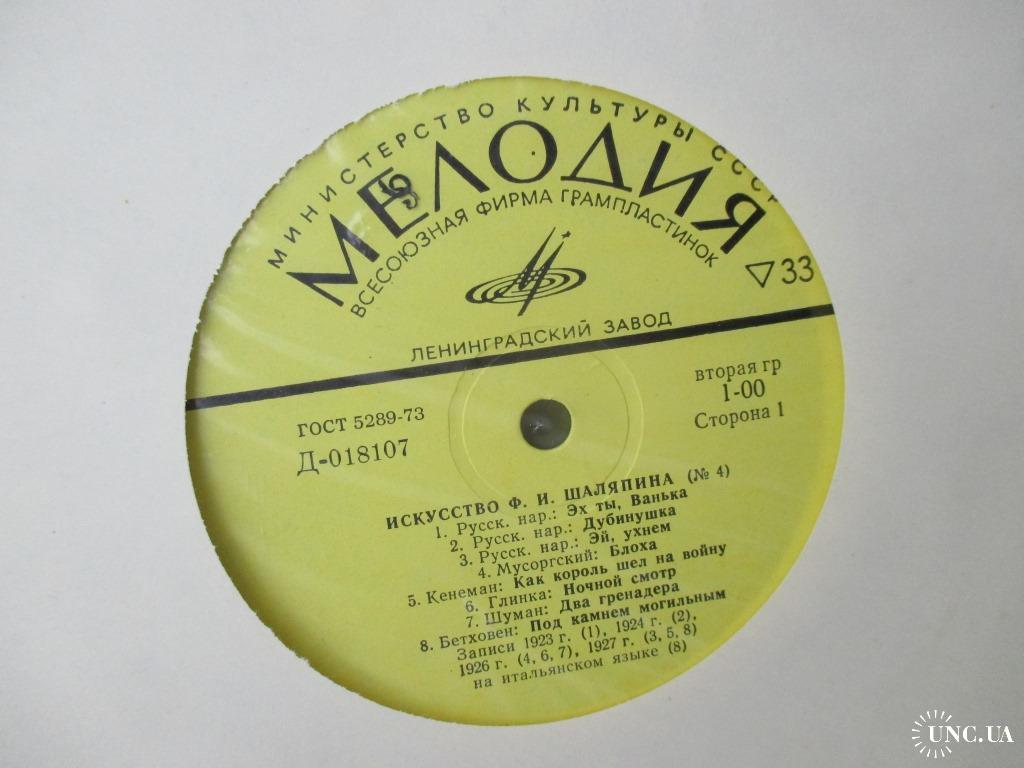 МИНИСТЕРСТВО КУЛЬТУРЫ СССР
МЕЛОДИЯ
ВСЕСОЮЗНАЯ ФИРМА ГРАМПЛАСТИНОК
▽33
ЛЕНИНГРАДСКИЙ ЗАВОД
ГОСТ 5289-73
Д-018107
вторая гр
1-00
Сторона 1
ИСКУССТВО Ф. И. ШАЛЯПИНА (№ 4)
1. Русск. нар.: Эх ты, Ванька
2. Русск. нар.: Дубинушка
3. Русск. нар.: Эй, ухнем
4. Мусоргский: Блоха
5. Кенеман: Как король шел на войну
6. Глинка: Ночной смотр
7. Шуман: Два гренадера
8. Бетховен: Под камнем могильным
Записи 1923 г. (1), 1924 г. (2),
1926 г. (4, 6, 7), 1927 г. (3, 5, 8)
на итальянском языке (8)
UNC.UA